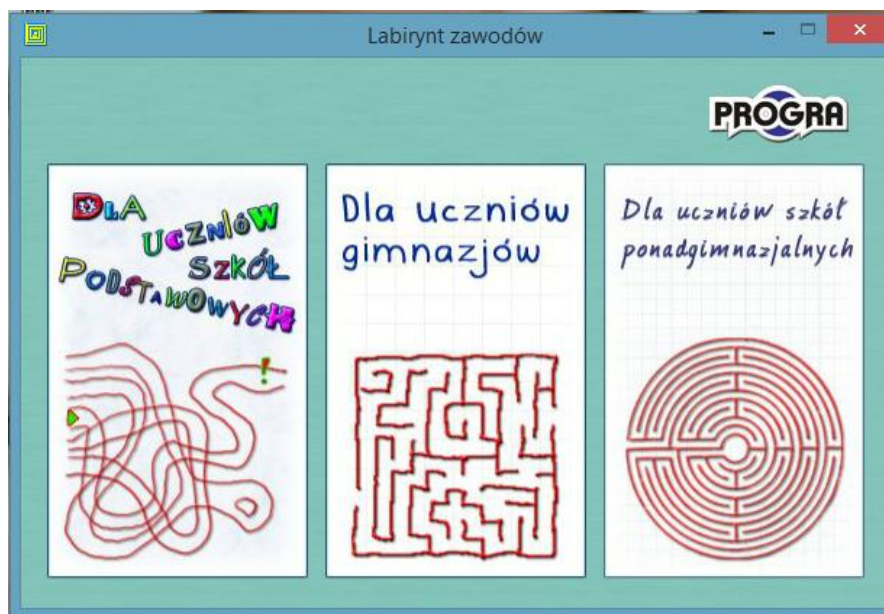 Labirynt zawodów
PROGRA
DLA
UCZNIÓW
SZKÓŁ
PODSTAWOWYCH
!
Dla uczniów
gimnazjów
Dla uczniów szkół
ponadgimnazjalnych